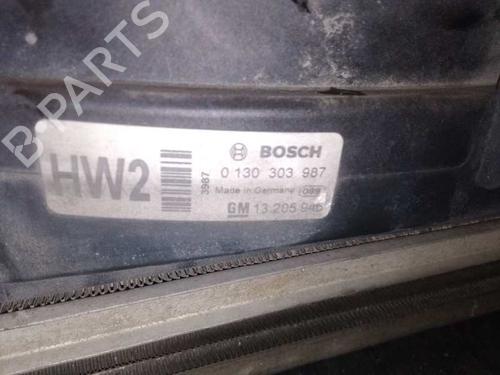 B-PARTS
HW2
3987
BOSCH
0 130 303 987
Made in Germany
GM 13 205 946